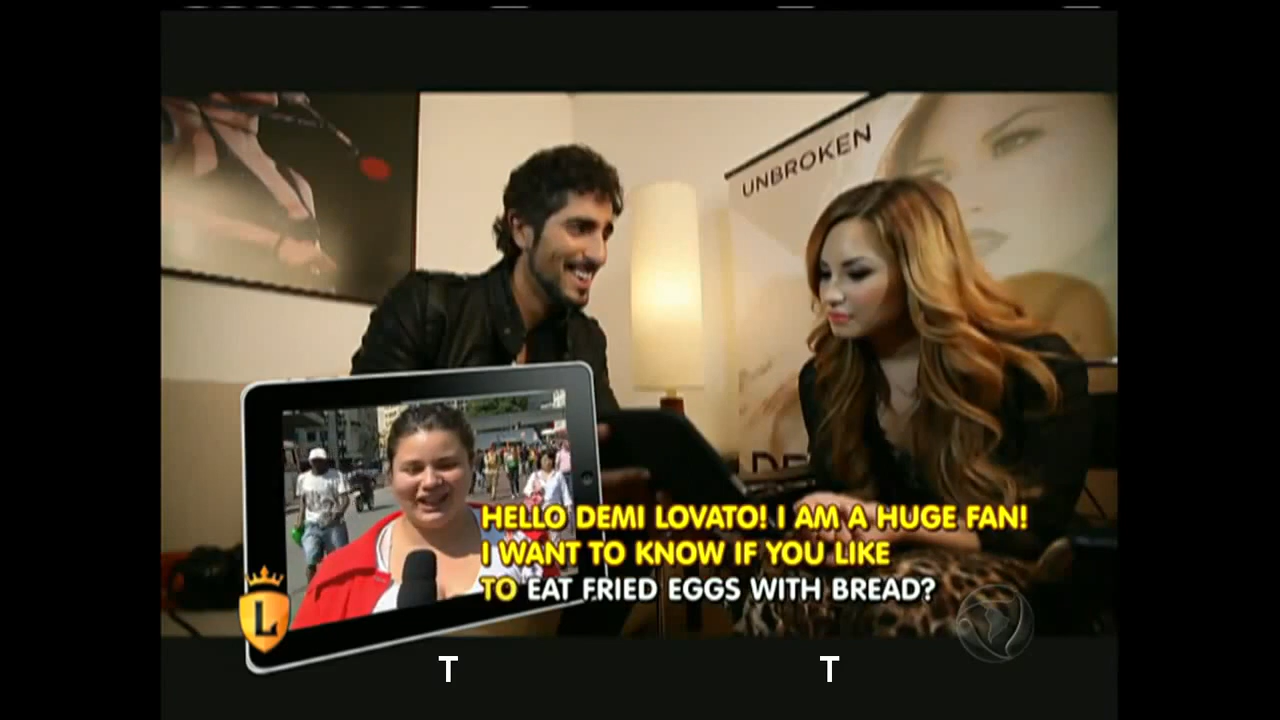 UNBROKEN
DE
HELLO DEMI LOVATO! I AM A HUGE FAN!
I WANT TO KNOW IF YOU LIKE
TO EAT FRIED EGGS WITH BREAD?
L
T T